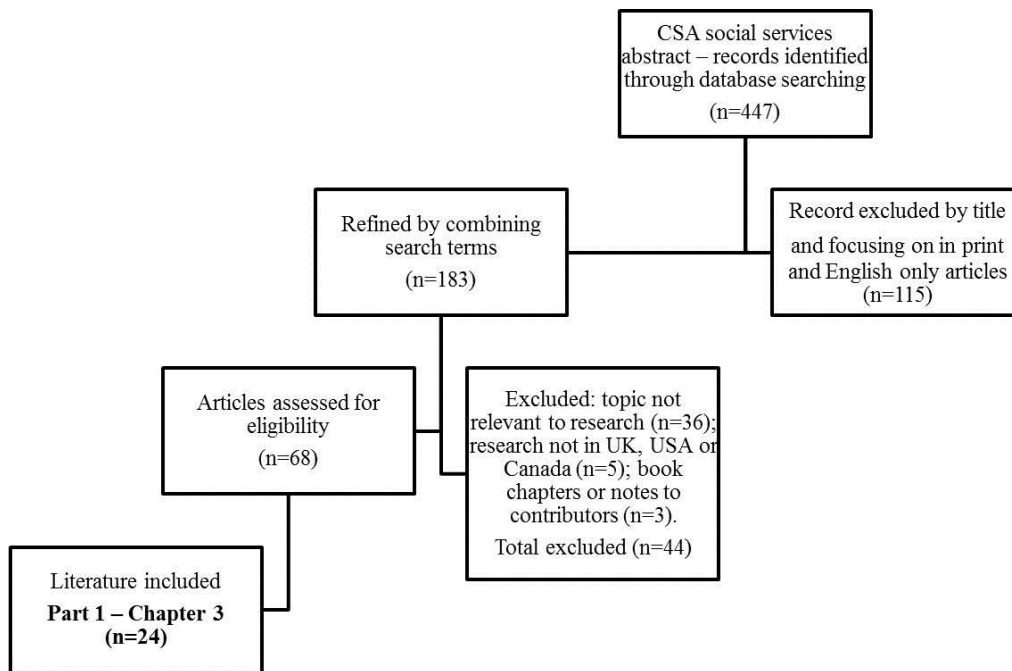 CSA social services
abstract – records identified
through database searching
(n=447)
Refined by combining
search terms
(n=183)
Record excluded by title
and focusing on in print
and English only articles
(n=115)
Articles assessed for
eligibility
(n=68)
Excluded: topic not
relevant to research (n=36);
research not in UK, USA or
Canada (n=5); book
chapters or notes to
contributors (n=3).
Total excluded (n=44)
Literature included
Part 1 – Chapter 3
(n=24)